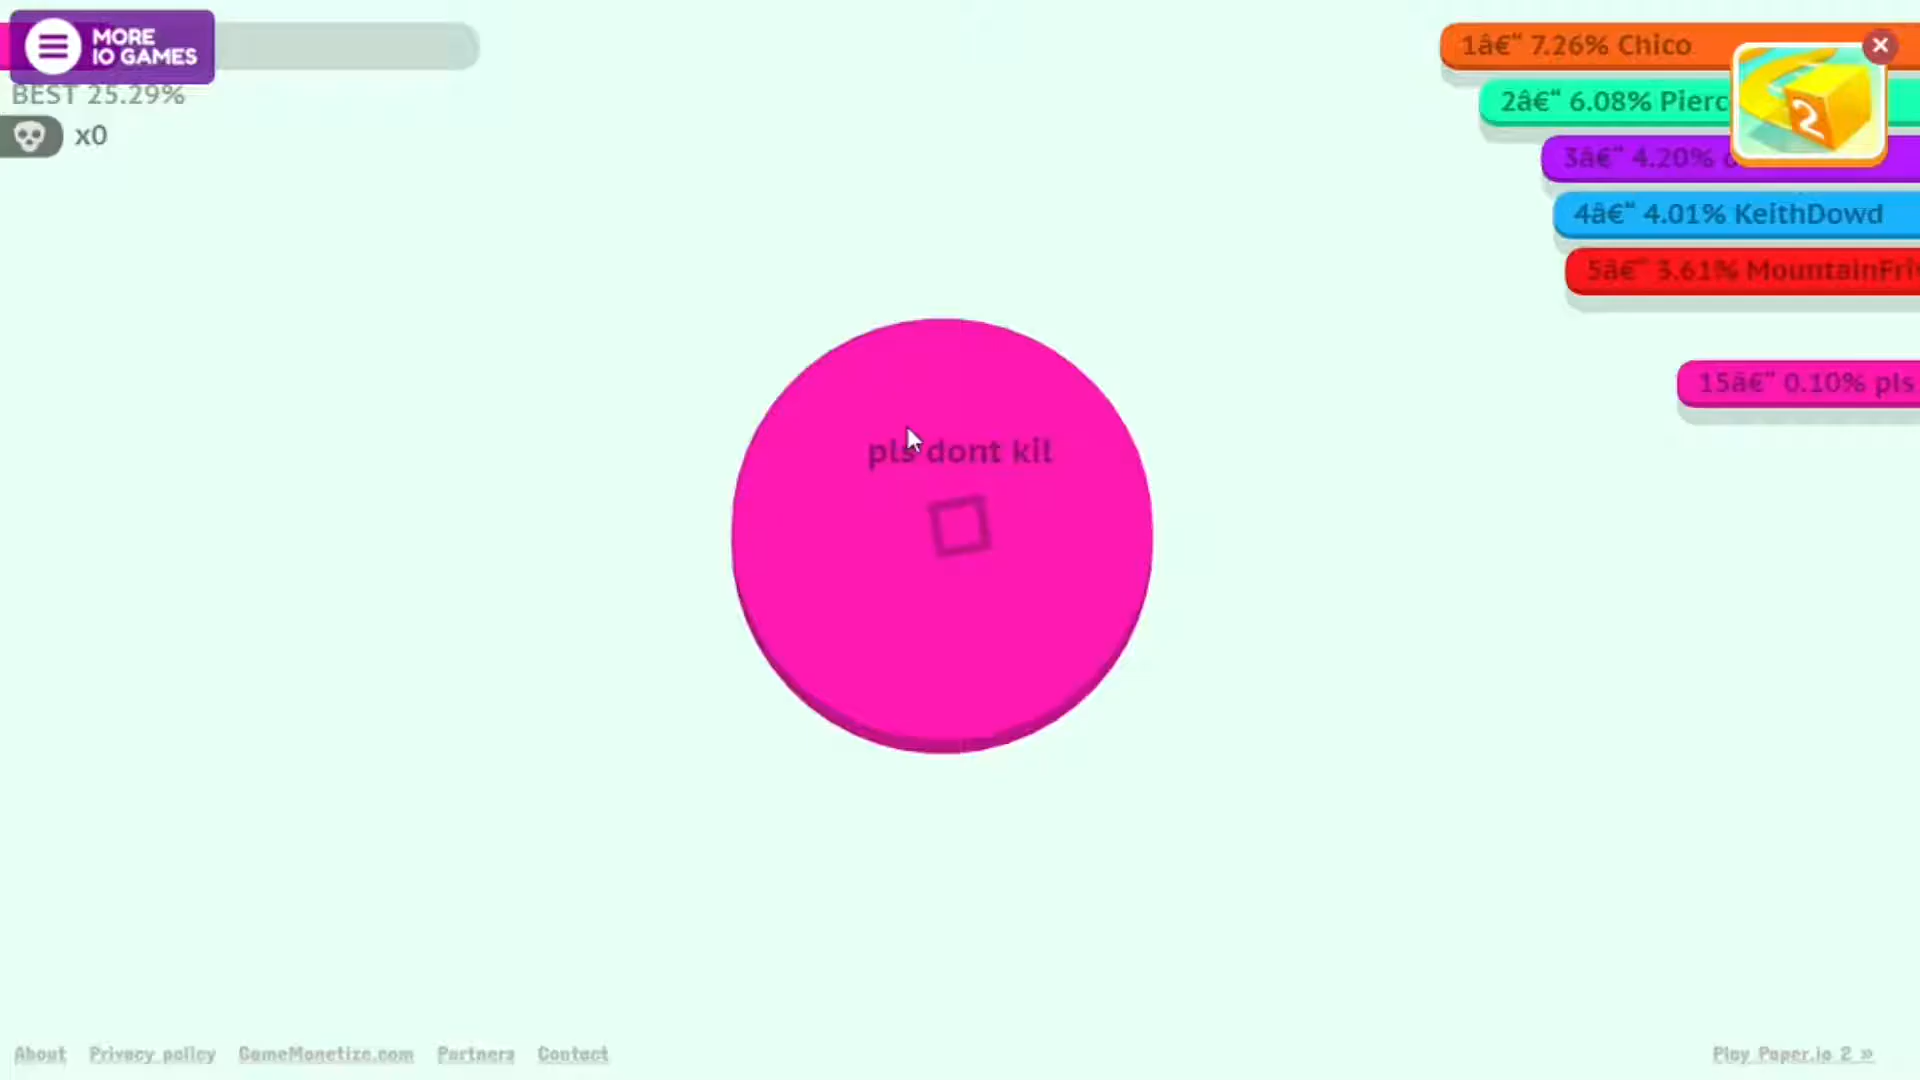 MORE
IO GAMES
BEST 25.29%
x0
1â€“ 7.26% Chico
2â€“ 6.08% Pierc
3â€“ 4.20%
4â€“ 4.01% KeithDowd
5â€“ 3.61% MountainFri
2
15â€“ 0.10% pls
pls dont kil
About Privacy policy GameMonetize.com Partners Contact
Play Paper.io 2 »